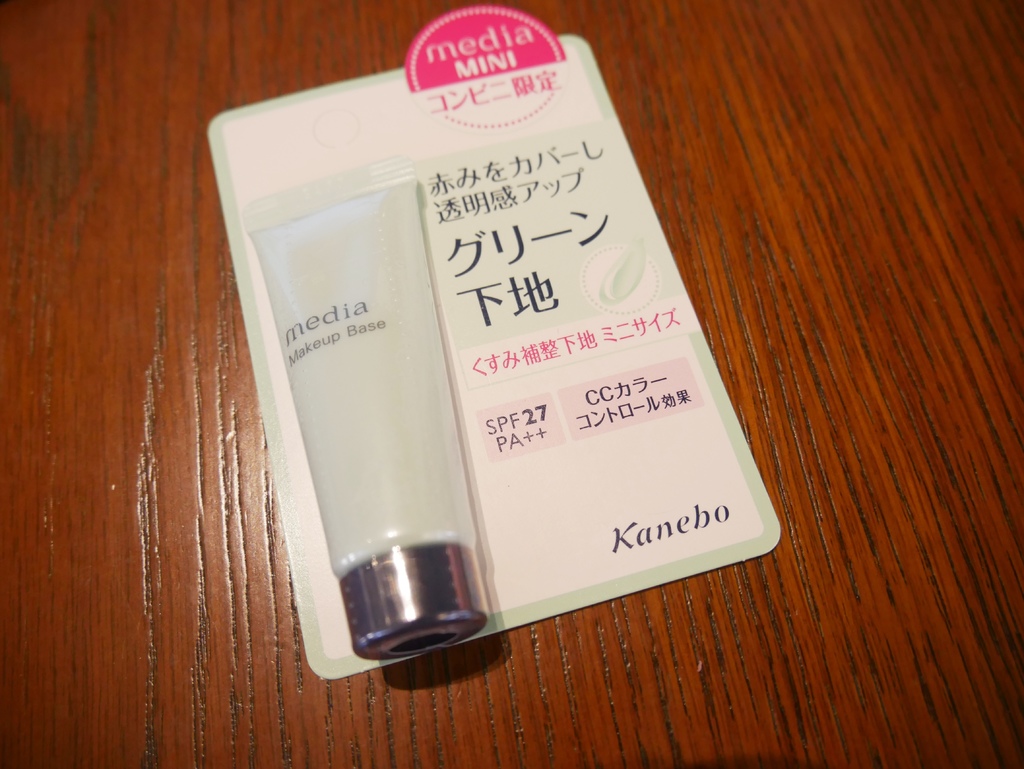 media
MINI
コンビニ限定
赤みをカバーし
透明感アップ
グリーン
下地
くすみ補整下地 ミニサイズ
SPF27
PA++
CCカラー
コントロール効果
Kanebo
media
Makeup Base